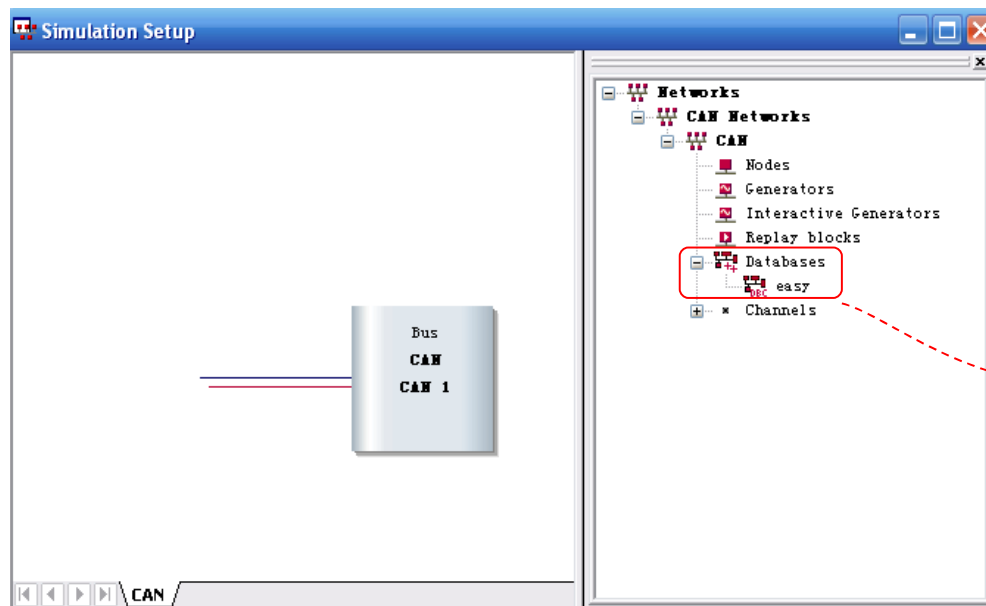 Simulation Setup
Bus
CAN
CAN 1
CAN
Networks
CAN Networks
CAN
Nodes
Generators
Interactive Generators
Replay blocks
Databases
DBC easy
Channels